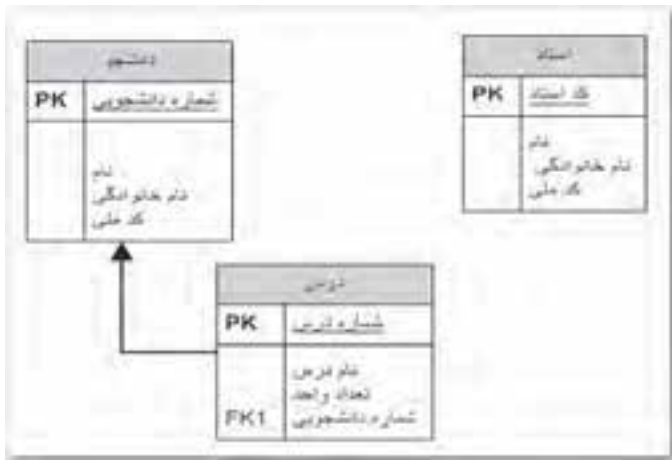 دانشجو
PK شماره دانشجویی
نام
نام خانوادگی
کد ملی
استاد
PK کد استاد
نام
نام خانوادگی
کد ملی
درس
PK شماره درس
نام درس
تعداد واحد
FK1 شماره دانشجویی